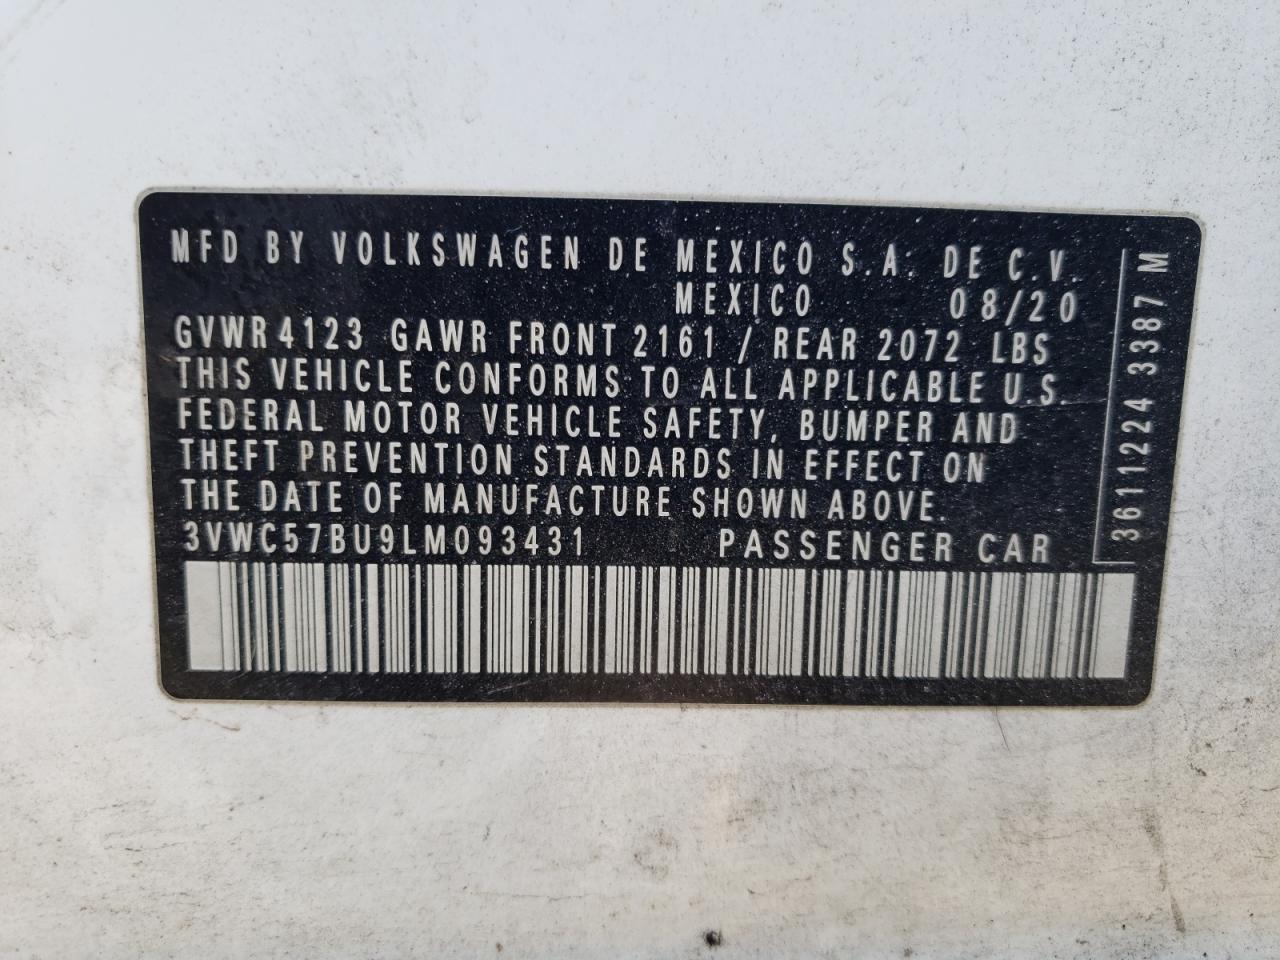 MFD BY VOLKSWAGEN DE MEXICO S.A. DE C.V.
MEXICO 08/20
GVWR 4123 GAWR FRONT 2161 / REAR 2072 LBS
THIS VEHICLE CONFORMS TO ALL APPLICABLE U.S.
FEDERAL MOTOR VEHICLE SAFETY, BUMPER AND
THEFT PREVENTION STANDARDS IN EFFECT ON
THE DATE OF MANUFACTURE SHOWN ABOVE.
3VWC57BU9LM093431 PASSENGER CAR
3611224 3387 M